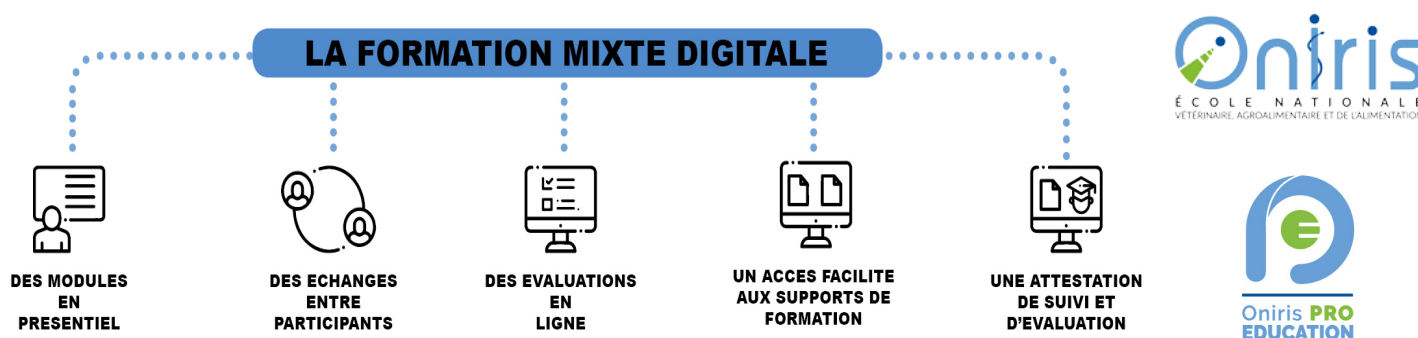 LA FORMATION MIXTE DIGITALE
Oniris
ÉCOLE NATIONALE
VÉTÉRINAIRE, AGROALIMENTAIRE ET DE L'ALIMENTATION
DES MODULES
EN
PRESENTIEL
DES ECHANGES
ENTRE
PARTICIPANTS
DES EVALUATIONS
EN
LIGNE
UN ACCES FACILITE
AUX SUPPORTS DE
FORMATION
UNE ATTESTATION
DE SUIVI ET
D'EVALUATION
Oniris PRO
EDUCATION